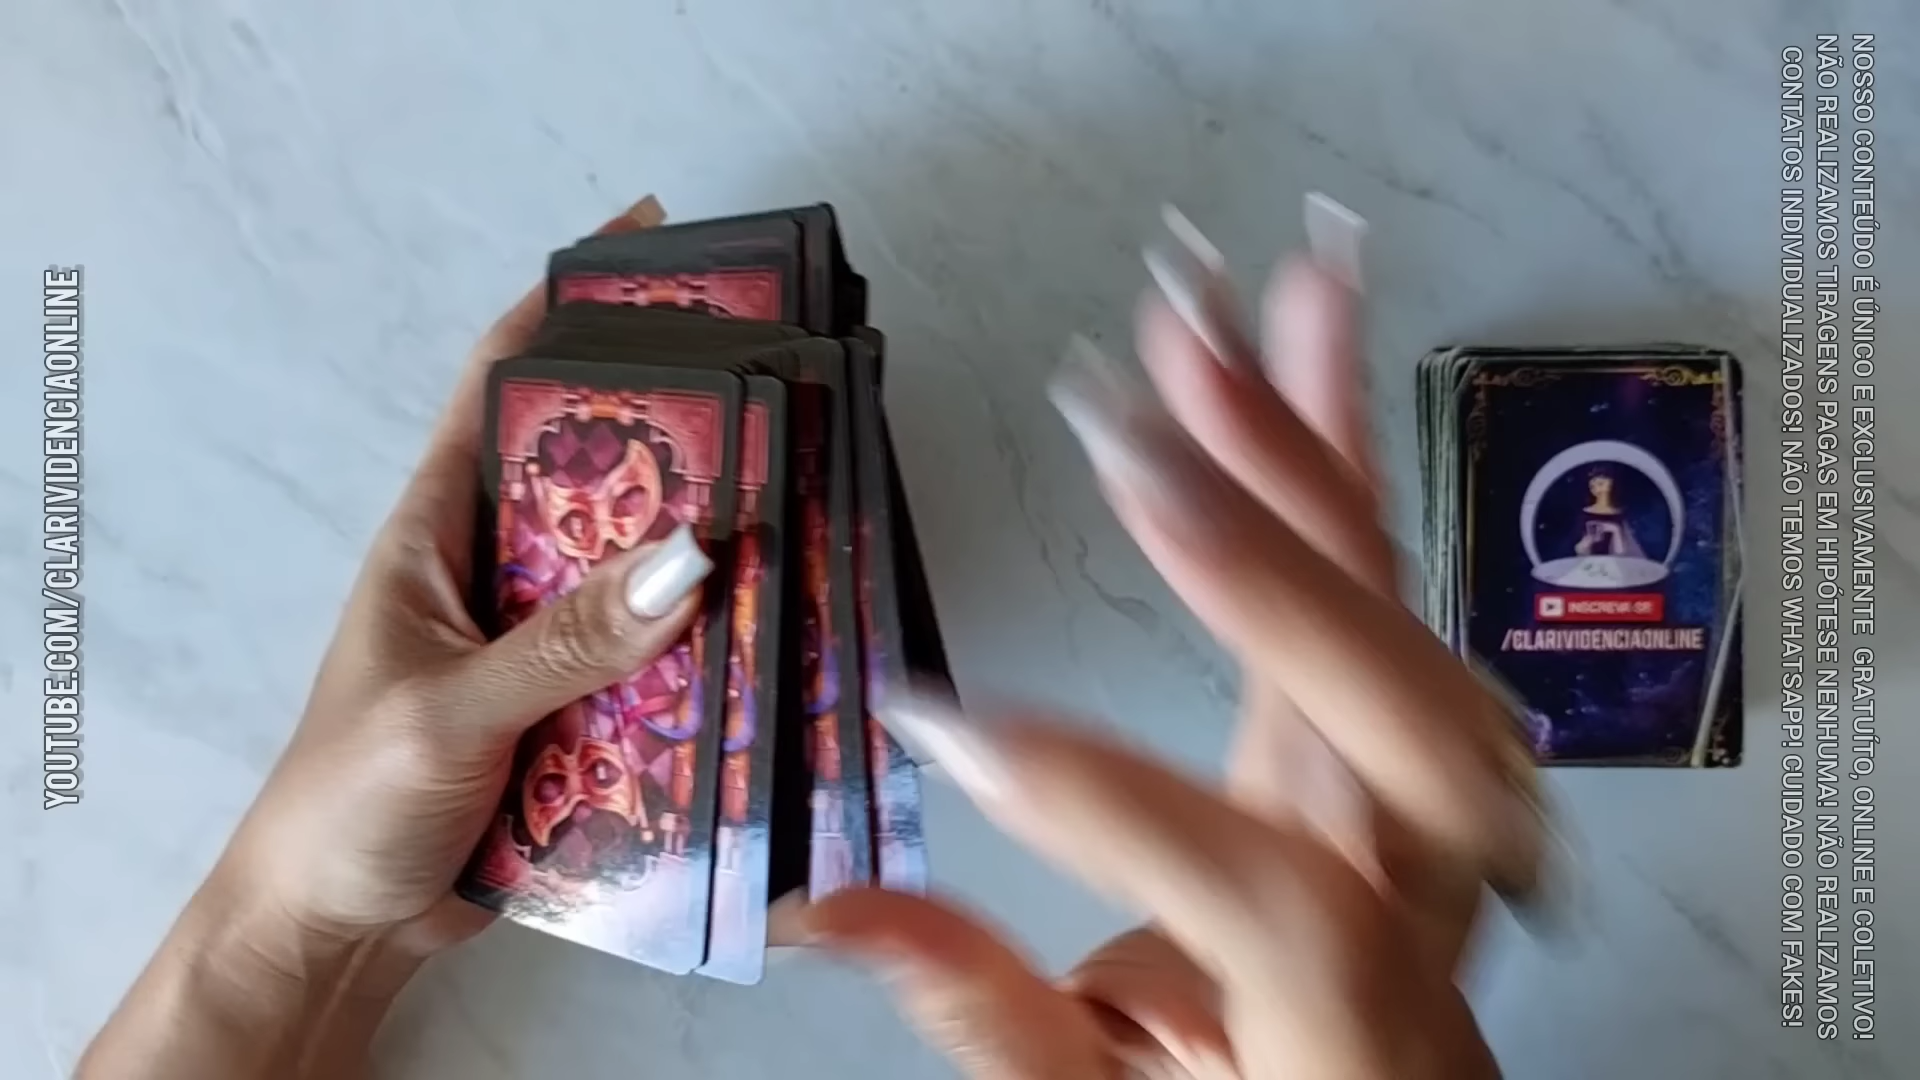 YOUTUBE.COM/CLARIVIDENCIAONLINE
INSCREVA-SE
/CLARIVIDENCIAONLINE
NOSSO CONTEÚDO É ÚNICO E EXCLUSIVAMENTE GRATUÍTO, ONLINE E COLETIVO!
NÃO REALIZAMOS TIRAGENS PAGAS EM HIPÓTESE NENHUMA! NÃO REALIZAMOS
CONTATOS INDIVIDUALIZADOS! NÃO TEMOS WHATSAPP! CUIDADO COM FAKES!